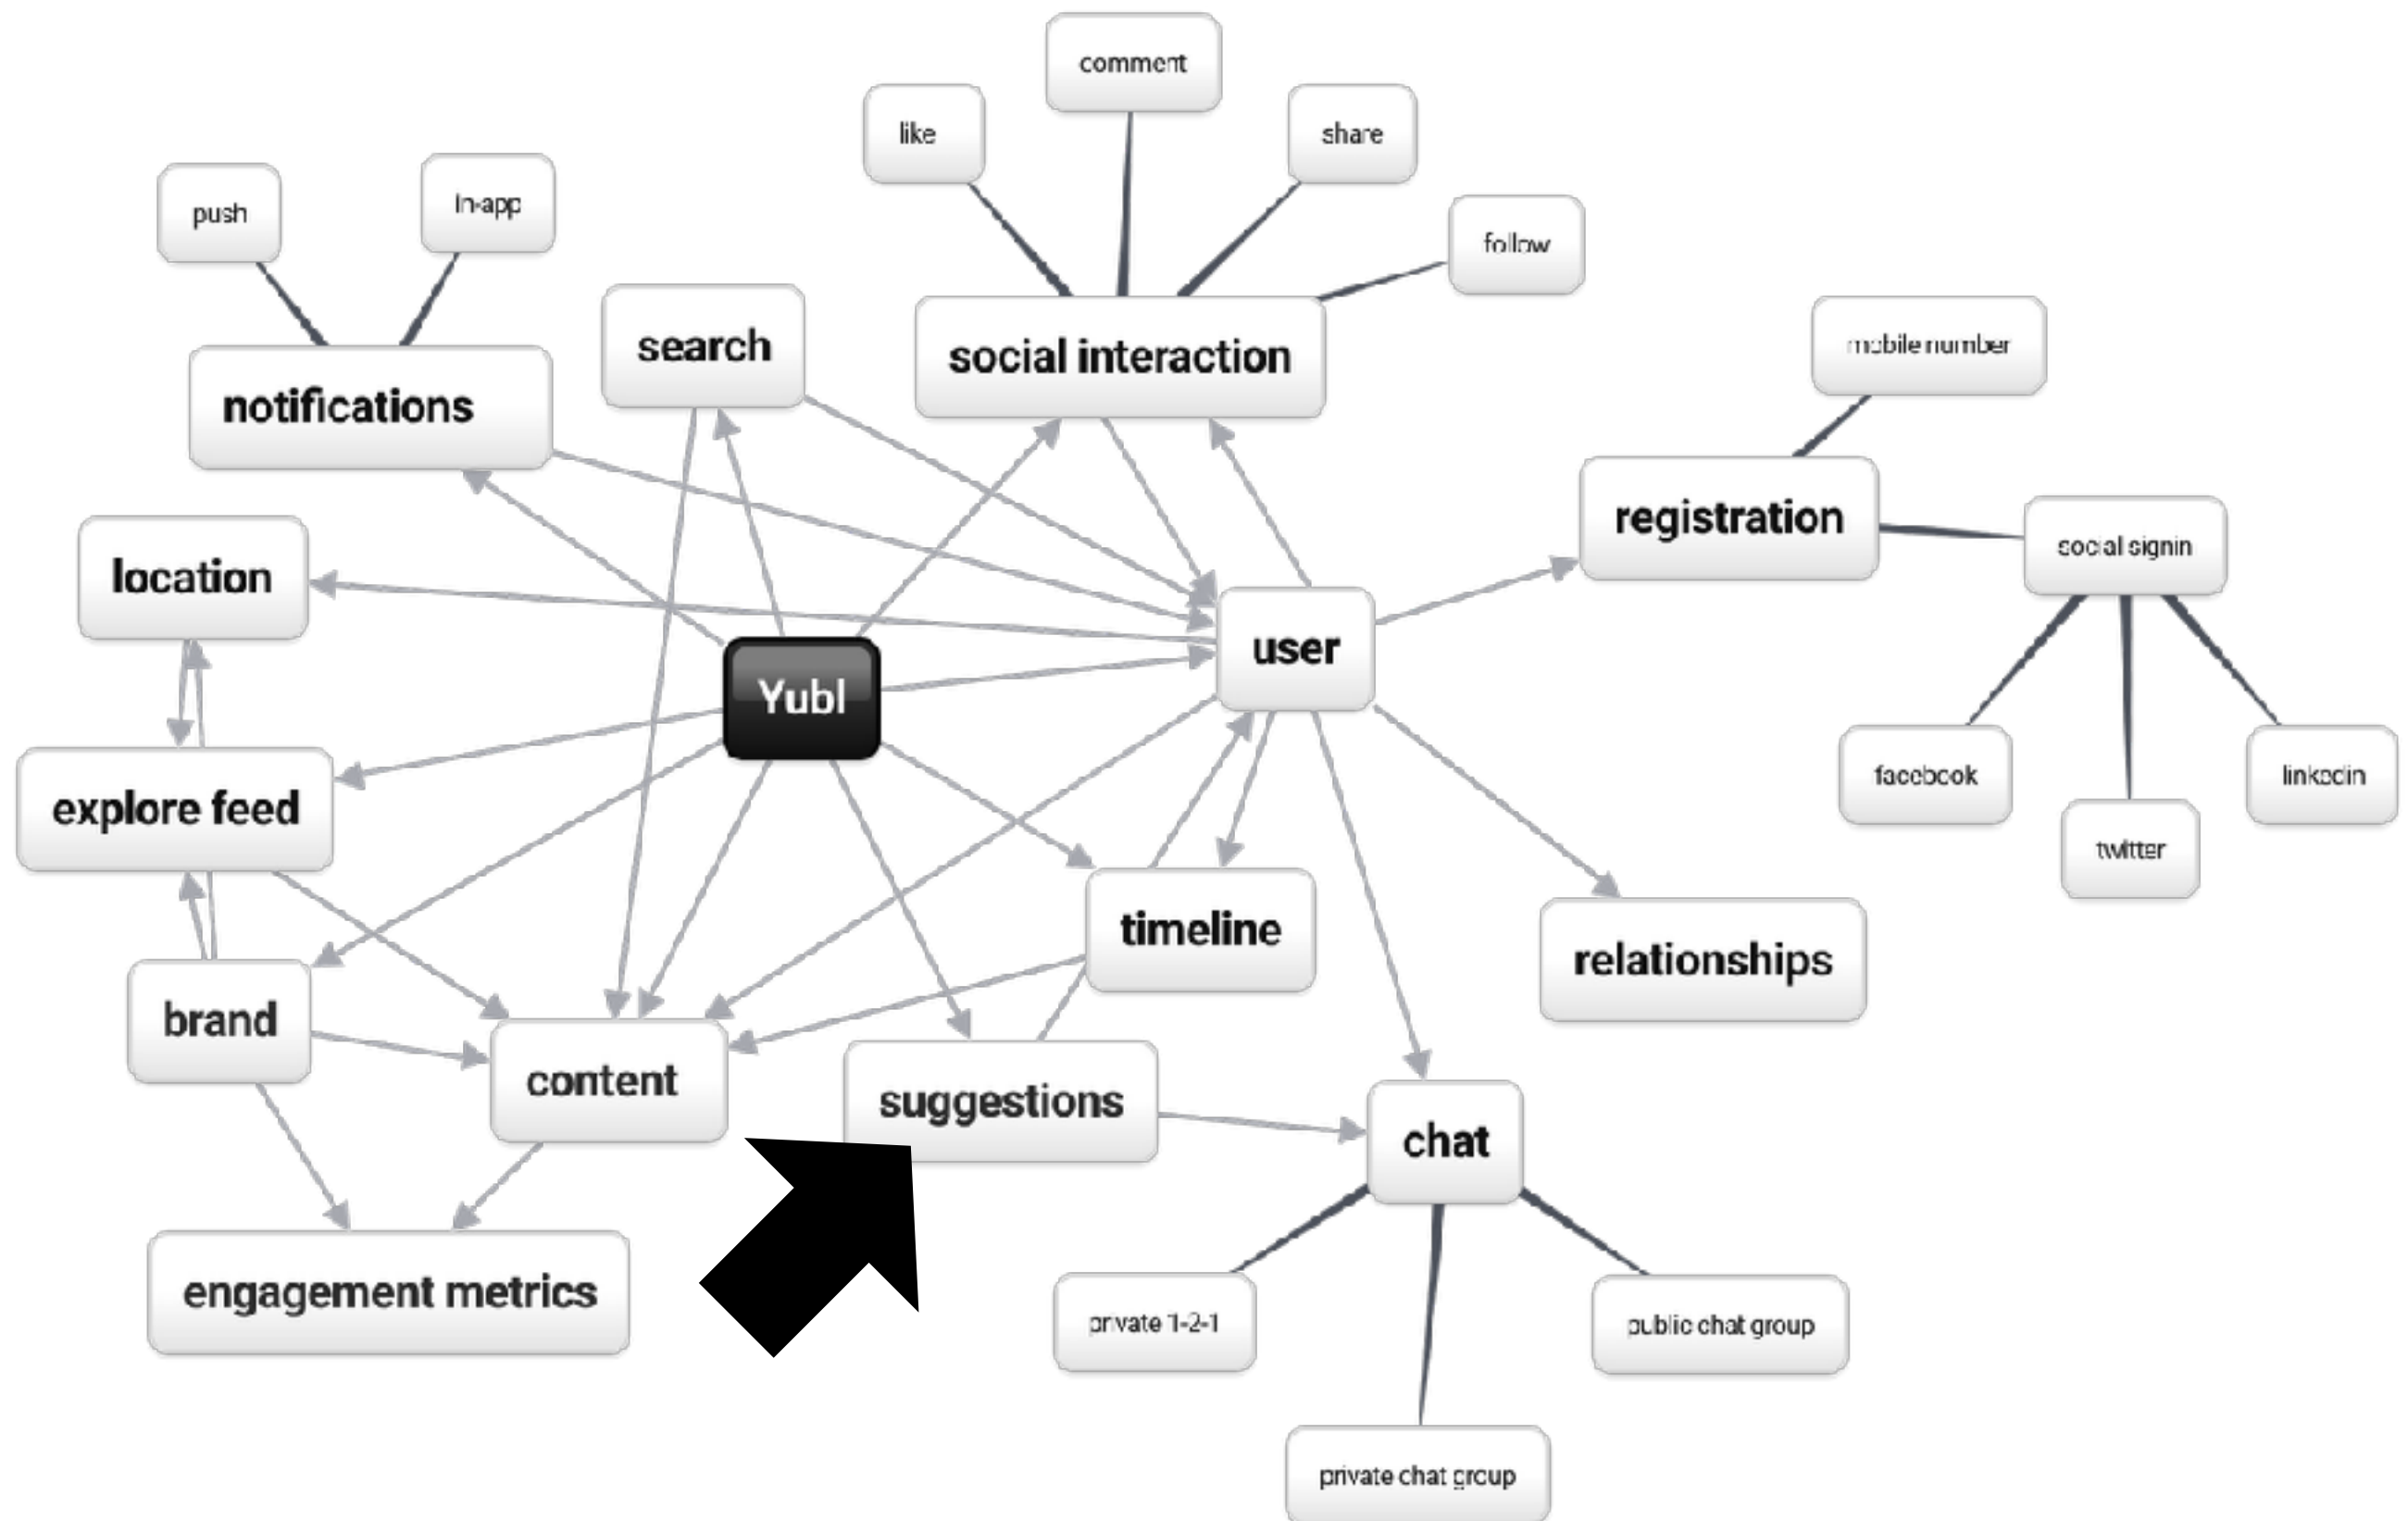 comment
like
share
push
in-app
follow
search
social interaction
mobile number
notifications
registration
social signin
location
user
Yubl
explore feed
facebook
linkedin
twitter
timeline
relationships
brand
content
suggestions
chat
engagement metrics
private 1-2-1
public chat group
private chat group